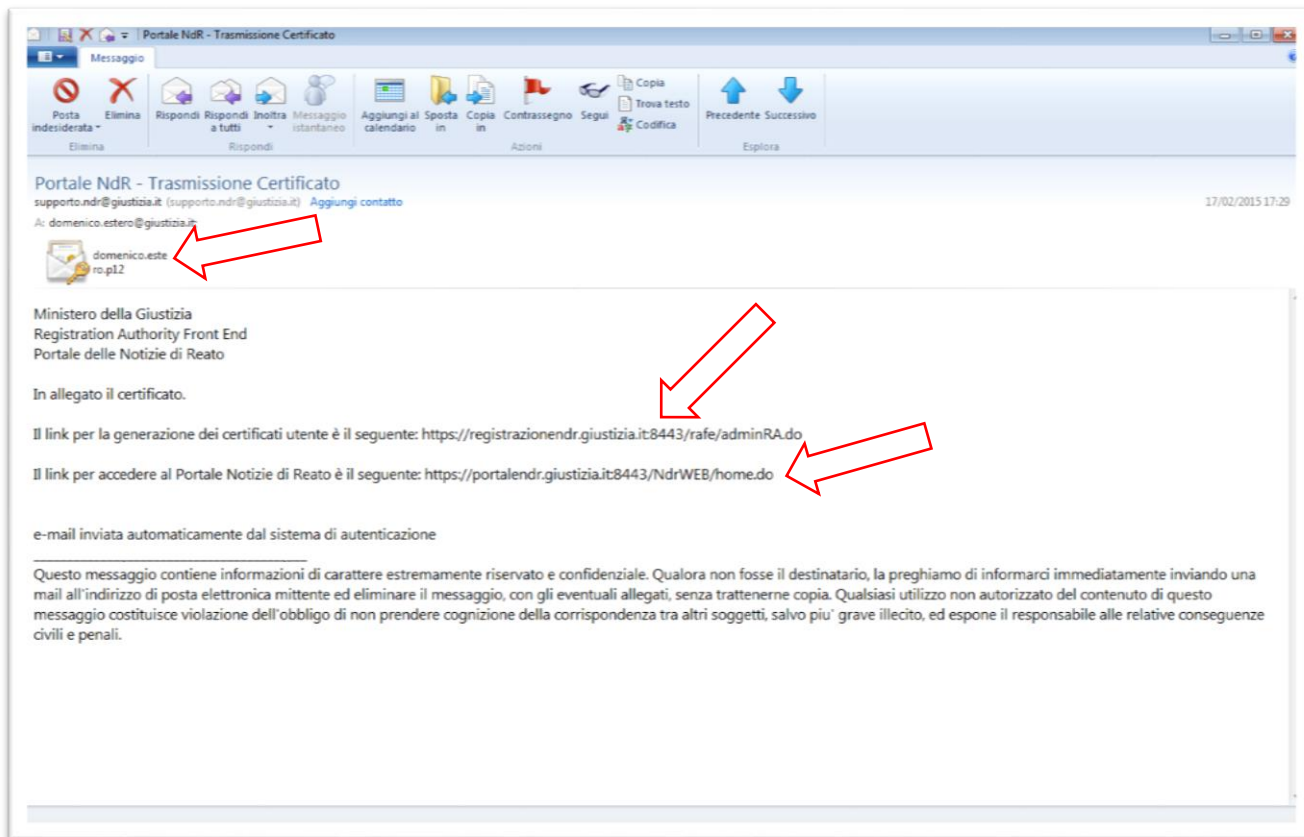 Portale NdR - Trasmissione Certificato
Messaggio
Posta indesiderata
Elimina
Rispondi
Rispondi a tutti
Inoltra
Messaggio istantaneo
Aggiungi al calendario
Sposta in
Copia in
Contrassegno
Segui
Copia
Trova testo
Codifica
Precedente
Successivo
Elimina
Rispondi
Azioni
Esplora
Portale NdR - Trasmissione Certificato
supporto.ndr@giustizia.it (supporto.ndr@giustizia.it) Aggiungi contatto
17/02/2015 17:29
A: domenico.estero@giustizia.it;
domenico.este
ro.p12
Ministero della Giustizia
Registration Authority Front End
Portale delle Notizie di Reato
In allegato il certificato.
Il link per la generazione dei certificati utente è il seguente: https://registrazionendr.giustizia.it:8443/rafe/adminRA.do
Il link per accedere al Portale Notizie di Reato è il seguente: https://portalendr.giustizia.it:8443/NdrWEB/home.do
e-mail inviata automaticamente dal sistema di autenticazione
Questo messaggio contiene informazioni di carattere estremamente riservato e confidenziale. Qualora non fosse il destinatario, la preghiamo di informarci immediatamente inviando una
mail all'indirizzo di posta elettronica mittente ed eliminare il messaggio, con gli eventuali allegati, senza trattenerne copia. Qualsiasi utilizzo non autorizzato del contenuto di questo
messaggio costituisce violazione dell'obbligo di non prendere cognizione della corrispondenza tra altri soggetti, salvo piu` grave illecito, ed espone il responsabile alle relative conseguenze
civili e penali.